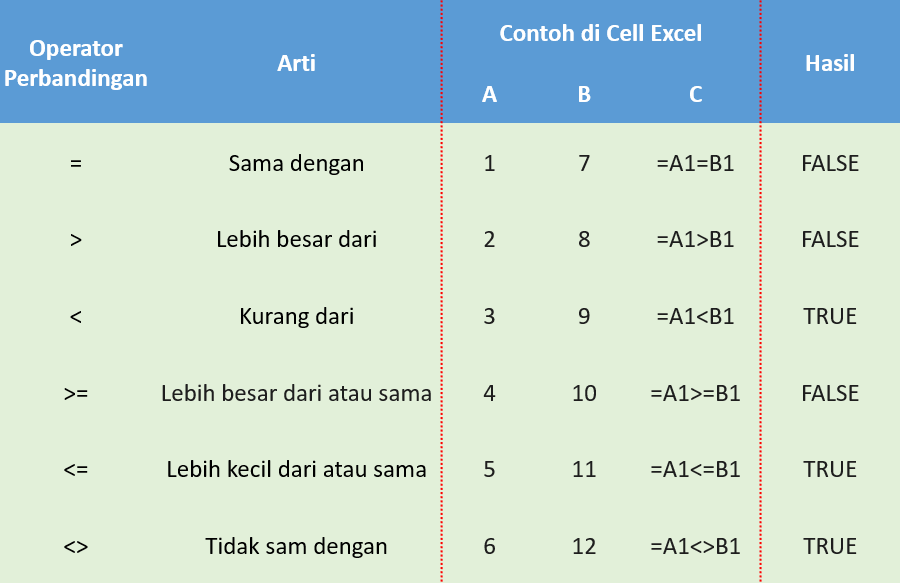 Operator
Perbandingan
Arti
Contoh di Cell Excel
A B C
Hasil
= Sama dengan 1 7 =A1=B1 FALSE
> Lebih besar dari 2 8 =A1>B1 FALSE
< Kurang dari 3 9 =A1<B1 TRUE
>= Lebih besar dari atau sama 4 10 =A1>=B1 FALSE
<= Lebih kecil dari atau sama 5 11 =A1<=B1 TRUE
<> Tidak sam dengan 6 12 =A1<>B1 TRUE